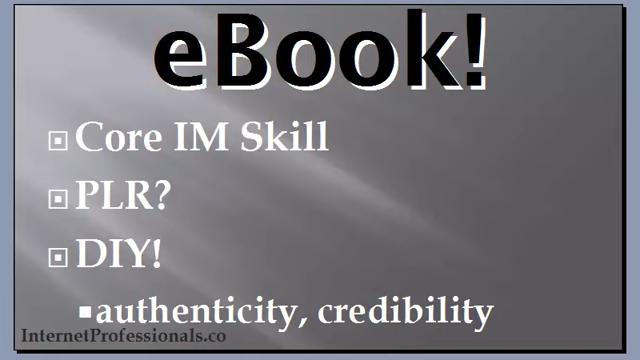 eBook!
Core IM Skill
PLR?
DIY!
authenticity, credibility
InternetProfessionals.co